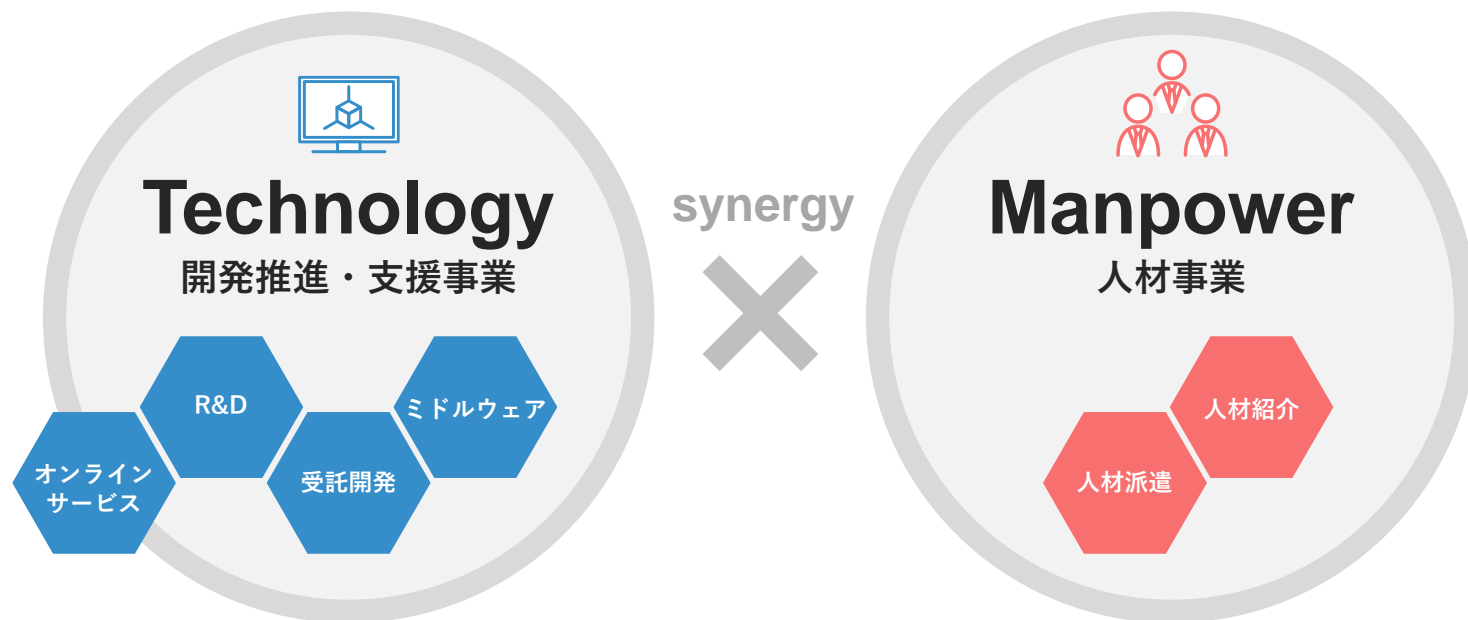 Technology
開発推進・支援事業
オンライン
サービス
R&D
受託開発
ミドルウェア
synergy
Manpower
人材事業
人材派遣
人材紹介